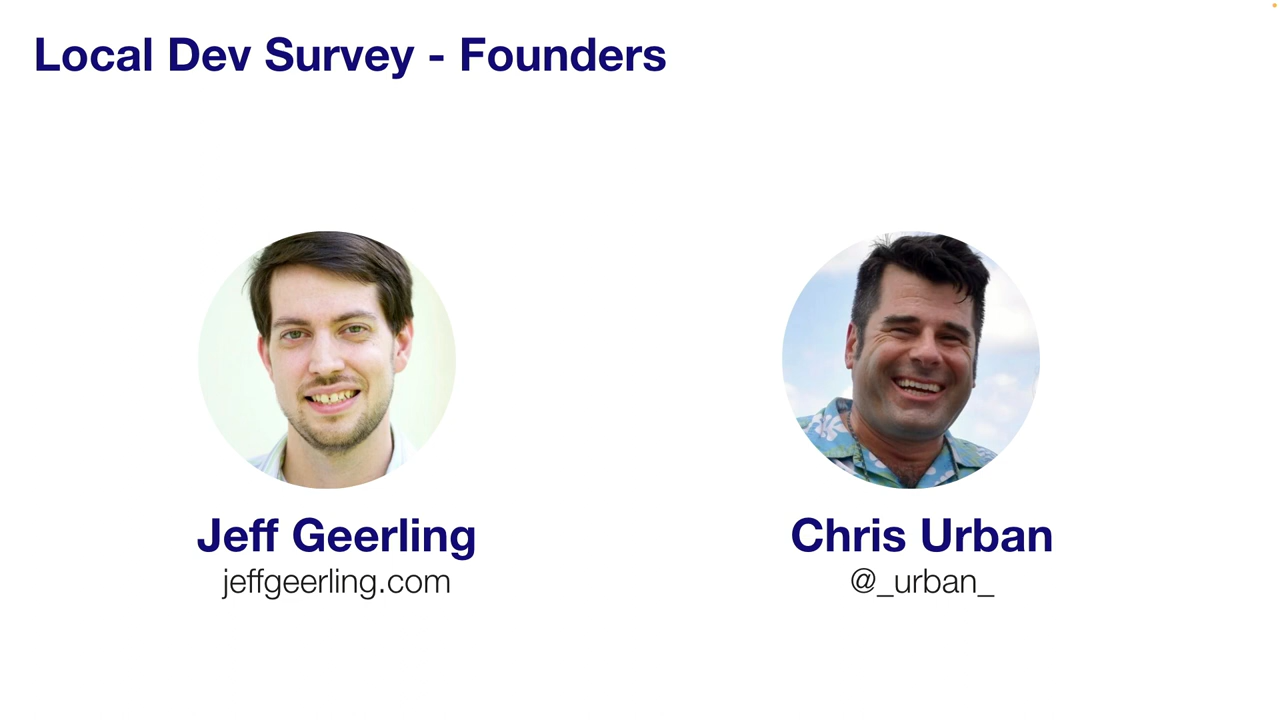 Local Dev Survey - Founders
Jeff Geerling
jeffgeerling.com
Chris Urban
@_urban_